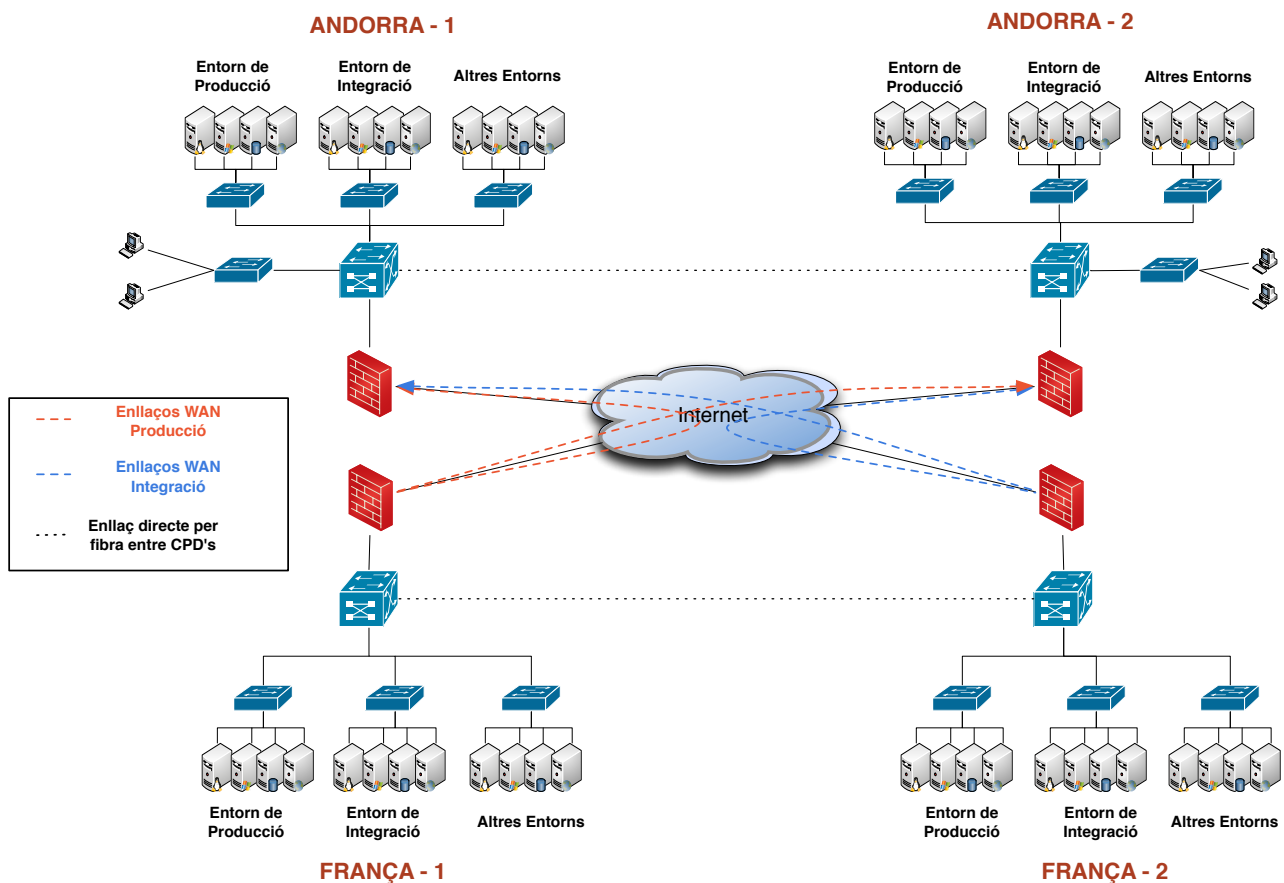 ANDORRA - 1
ANDORRA - 2
Entorn de
Producció
Entorn de
Integració
Altres Entorns
Entorn de
Producció
Entorn de
Integració
Altres Entorns
Internet
Enllaços WAN
Producció
Enllaços WAN
Integració
Enllaç directe per
fibra entre CPD's
Entorn de
Producció
Entorn de
Integració
Altres Entorns
Entorn de
Producció
Entorn de
Integració
Altres Entorns
FRANÇA - 1
FRANÇA - 2